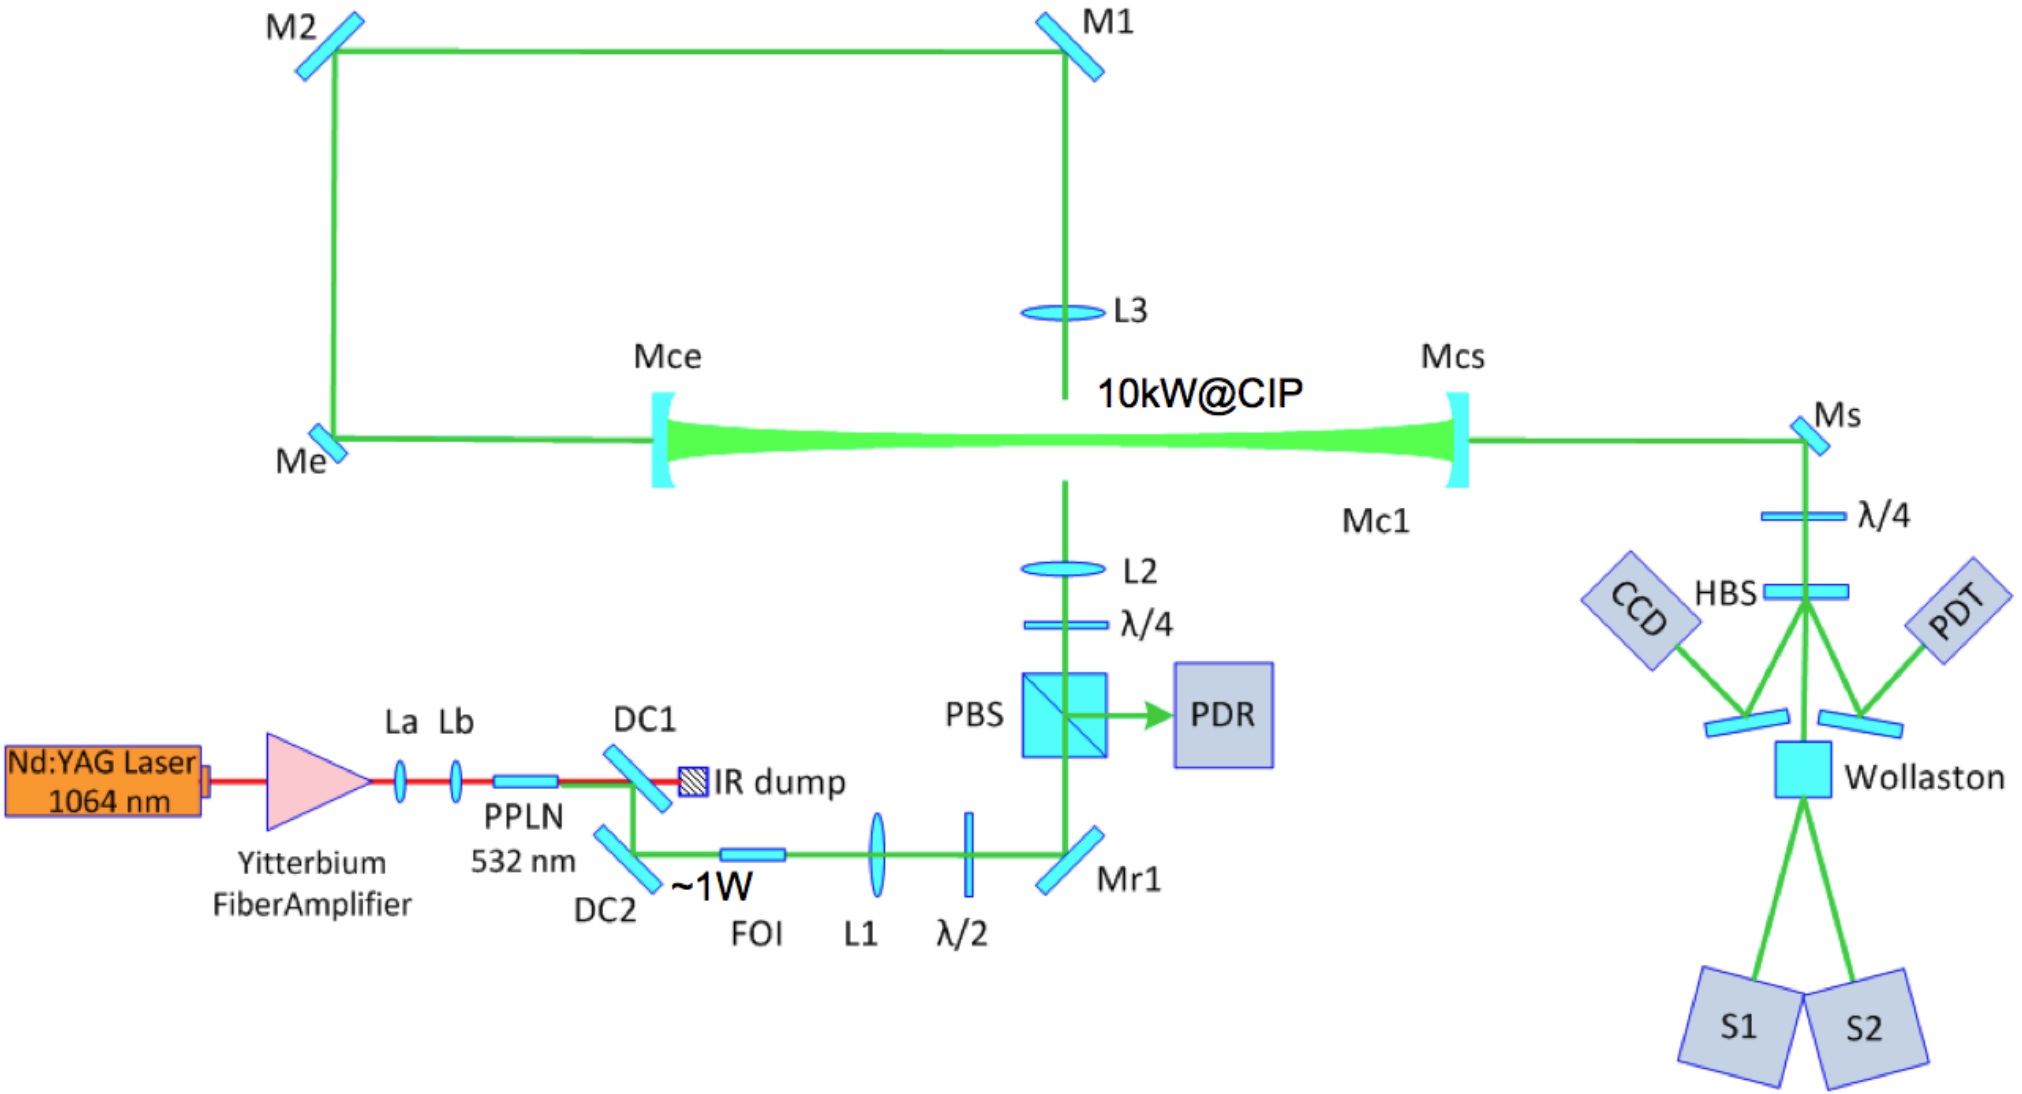 M2
M1
L3
Mce
Mcs
10kW@CIP
Ms
Me
Mc1
λ/4
L2
HBS
CCD
PDT
λ/4
PBS
PDR
DC1
La
Lb
Nd:YAG Laser
1064 nm
IR dump
Wollaston
PPLN
532 nm
Yitterbium
FiberAmplifier
~1W
Mr1
DC2
FOI
L1
λ/2
S1
S2